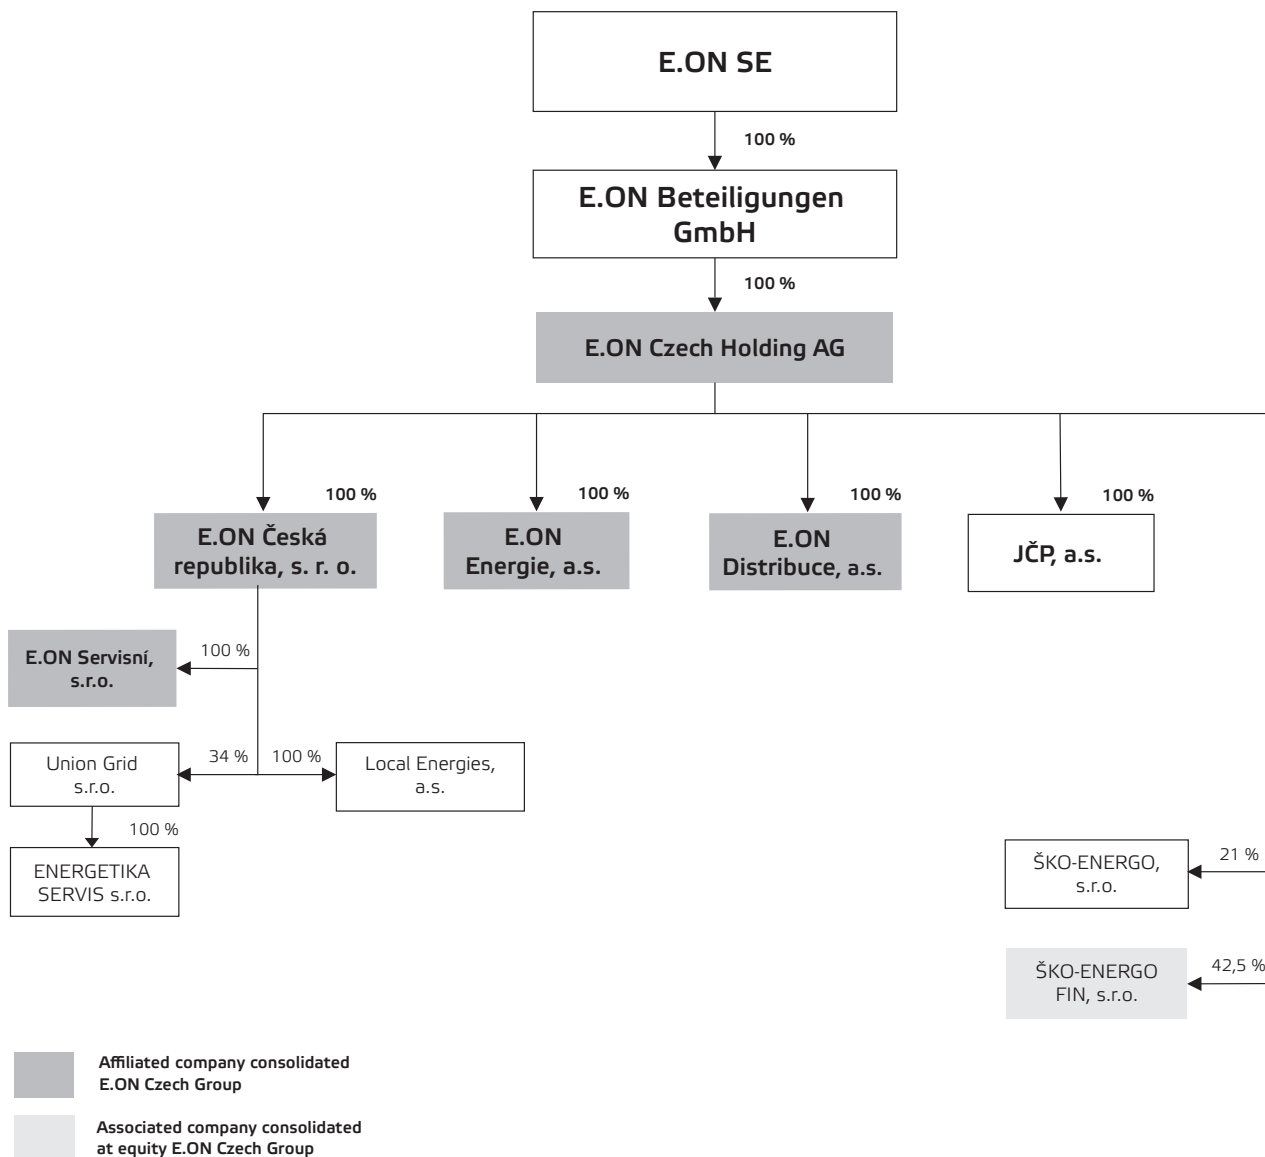 E.ON SE
100 %
E.ON Beteiligungen
GmbH
100 %
E.ON Czech Holding AG
100 %
100 %
100 %
100 %
E.ON Česká
republika, s. r. o.
E.ON
Energie, a.s.
E.ON
Distribuce, a.s.
JČP, a.s.
E.ON Servisní,
s.r.o.
100 %
Union Grid
s.r.o.
34 %
100 %
Local Energies,
a.s.
100 %
ENERGETIKA
SERVIS s.r.o.
ŠKO-ENERGO,
s.r.o.
21 %
ŠKO-ENERGO
FIN, s.r.o.
42,5 %
Affiliated company consolidated
E.ON Czech Group
Associated company consolidated
at equity E.ON Czech Group